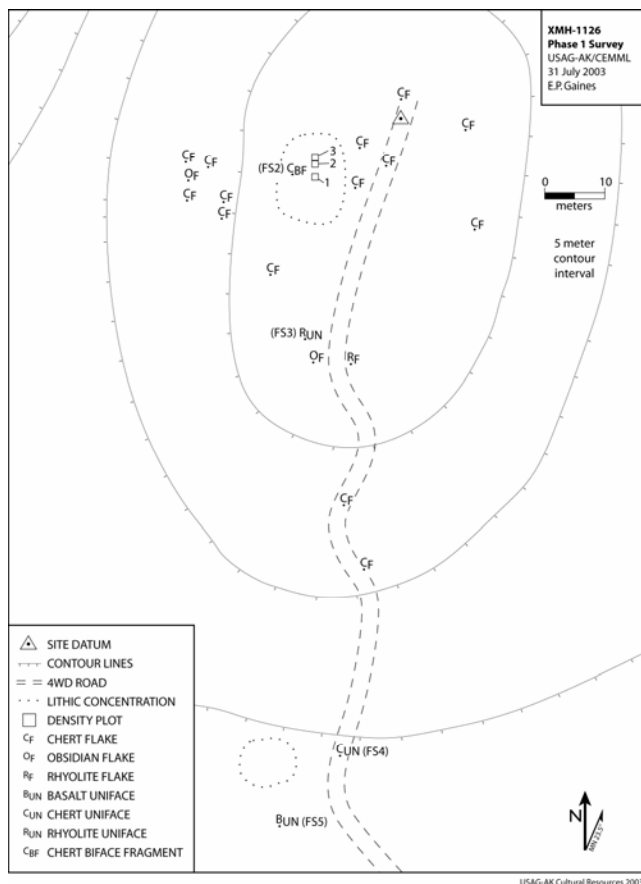 XMH-1126
Phase 1 Survey
USAG-AK/CEMML
31 July 2003
E.P. Gaines
CF
CF
CF
3
CF
CF
CF
2
(FS2) CBF
OF
1
CF
CF
CF
CF
CF
0 10
meters
5 meter
contour
interval
CF
(FS3) RUN
OF
RF
CF
CF
SITE DATUM
CONTOUR LINES
4WD ROAD
LITHIC CONCENTRATION
DENSITY PLOT
CF CHERT FLAKE
OF OBSIDIAN FLAKE
RF RHYOLITE FLAKE
BUN BASALT UNIFACE
CUN CHERT UNIFACE
RUN RHYOLITE UNIFACE
CBF CHERT BIFACE FRAGMENT
CUN (FS4)
BUN (FS5)
N
MN 23.5°
USAG-AK Cultural Resources 2003